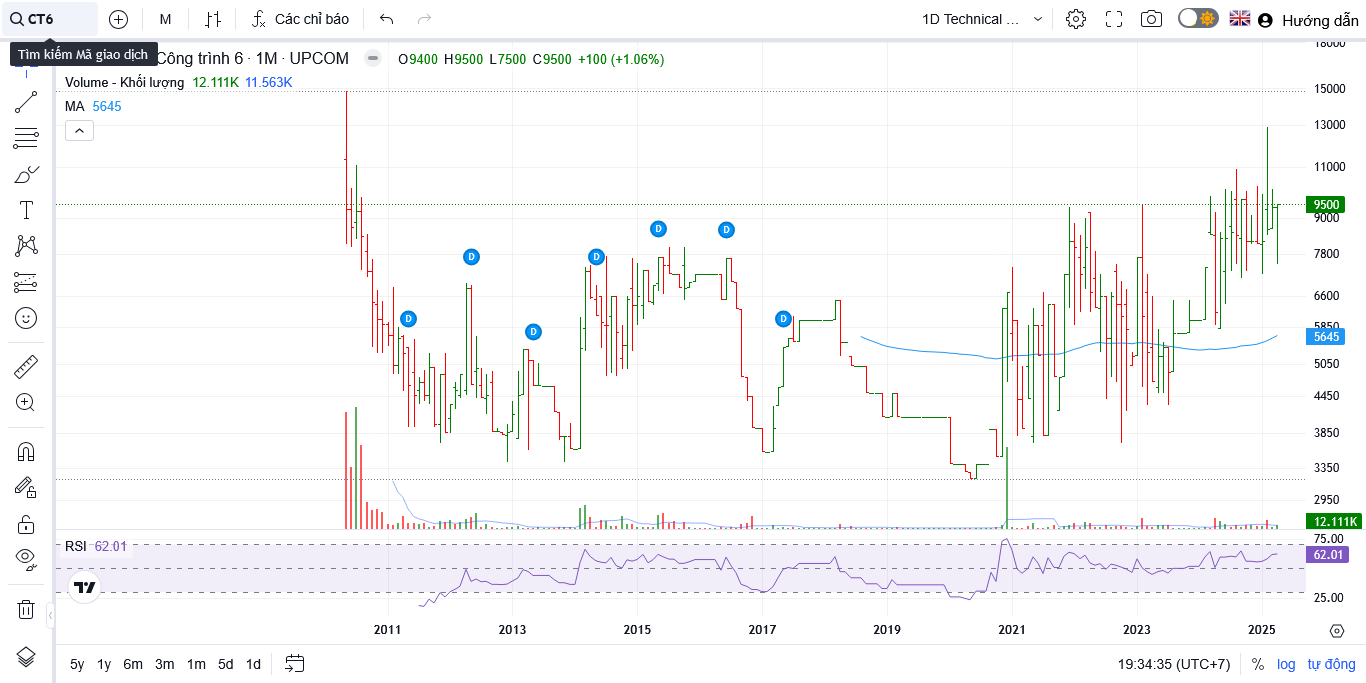 CT6
M
Các chỉ báo
1D Technical ...
Hướng dẫn
Tìm kiếm Mã giao dịch
Công trình 6 · 1M · UPCOM
O9400 H9500 L7500 C9500 +100 (+1.06%)
Volume - Khối lượng 12.111K 11.563K
MA 5645
18000
15000
13000
11000
9500
9000
7800
6600
5850
5645
5050
4450
3850
3350
2950
12.111K
D
D
D
D
D
D
D
RSI 62.01
75.00
62.01
25.00
2011 2013 2015 2017 2019 2021 2023 2025
5y 1y 6m 3m 1m 5d 1d
19:34:35 (UTC+7) % log tự động